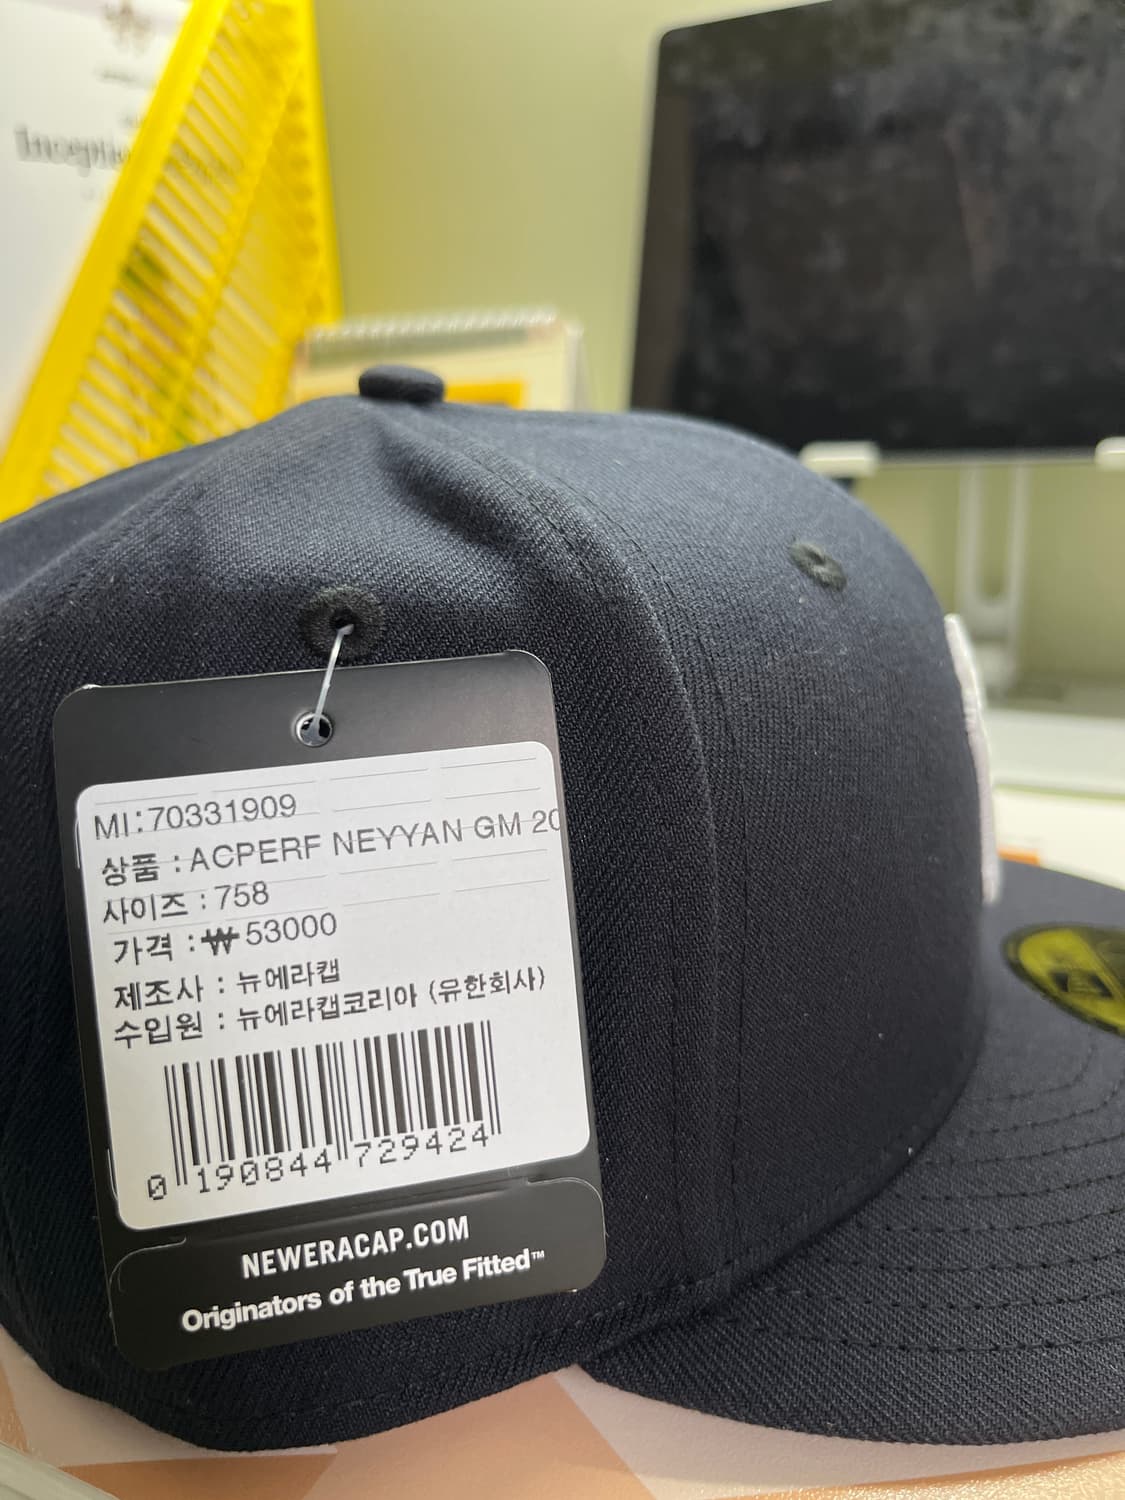 MI:70331909
상품 :ACPERF NEYYAN GM 20
사이즈 :758
가격 :₩ 53000
제조사 : 뉴에라캡
수입원 : 뉴에라캡코리아 (유한회사)
0 190844 729424
NEWERACAP.COM
Originators of the True Fitted™